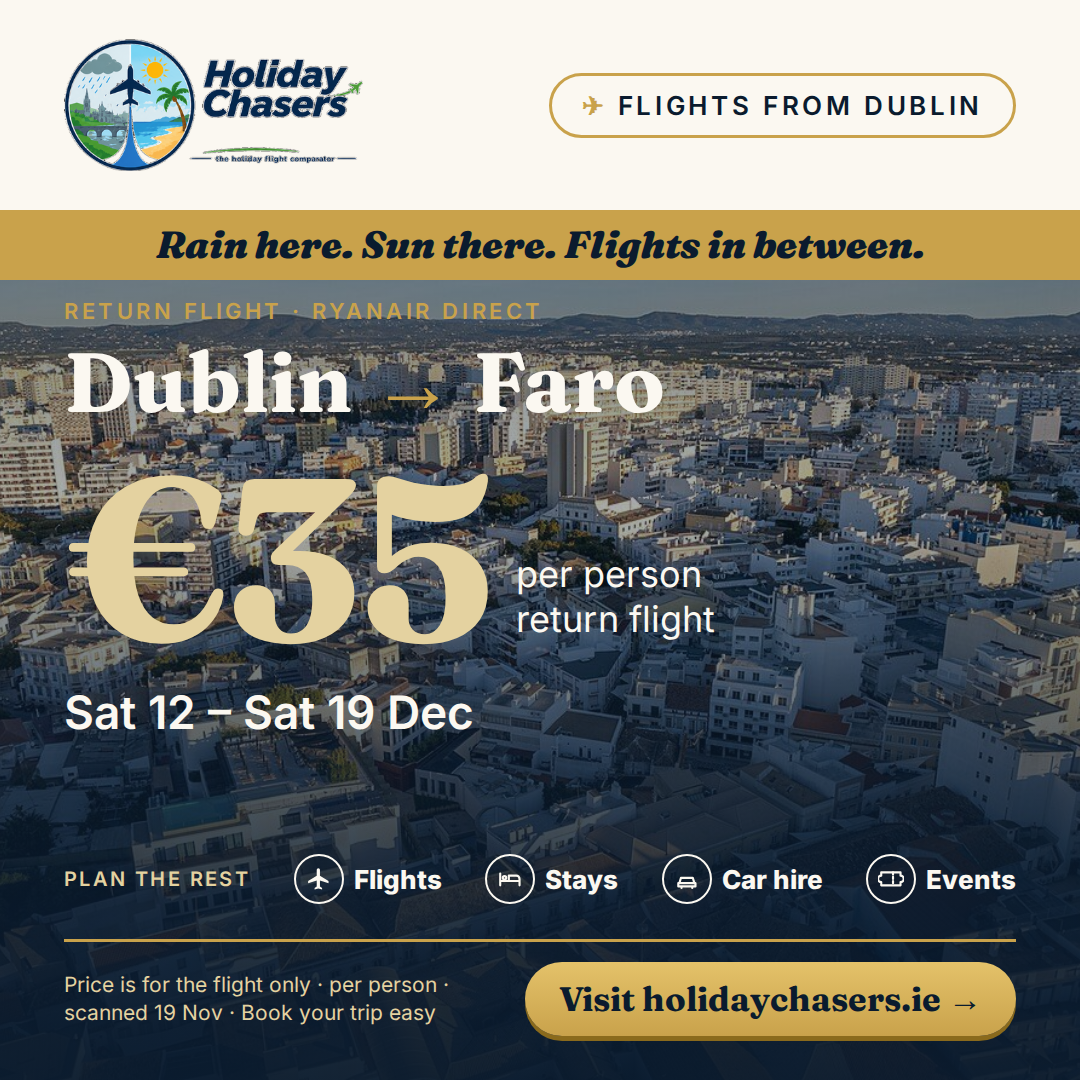 Holiday
Chasers
the holiday flight comparator
✈ FLIGHTS FROM DUBLIN
Rain here. Sun there. Flights in between.
RETURN FLIGHT · RYANAIR DIRECT
Dublin → Faro
€35
per person
return flight
Sat 12 – Sat 19 Dec
PLAN THE REST Flights Stays Car hire Events
Price is for the flight only · per person ·
scanned 19 Nov · Book your trip easy
Visit holidaychasers.ie →